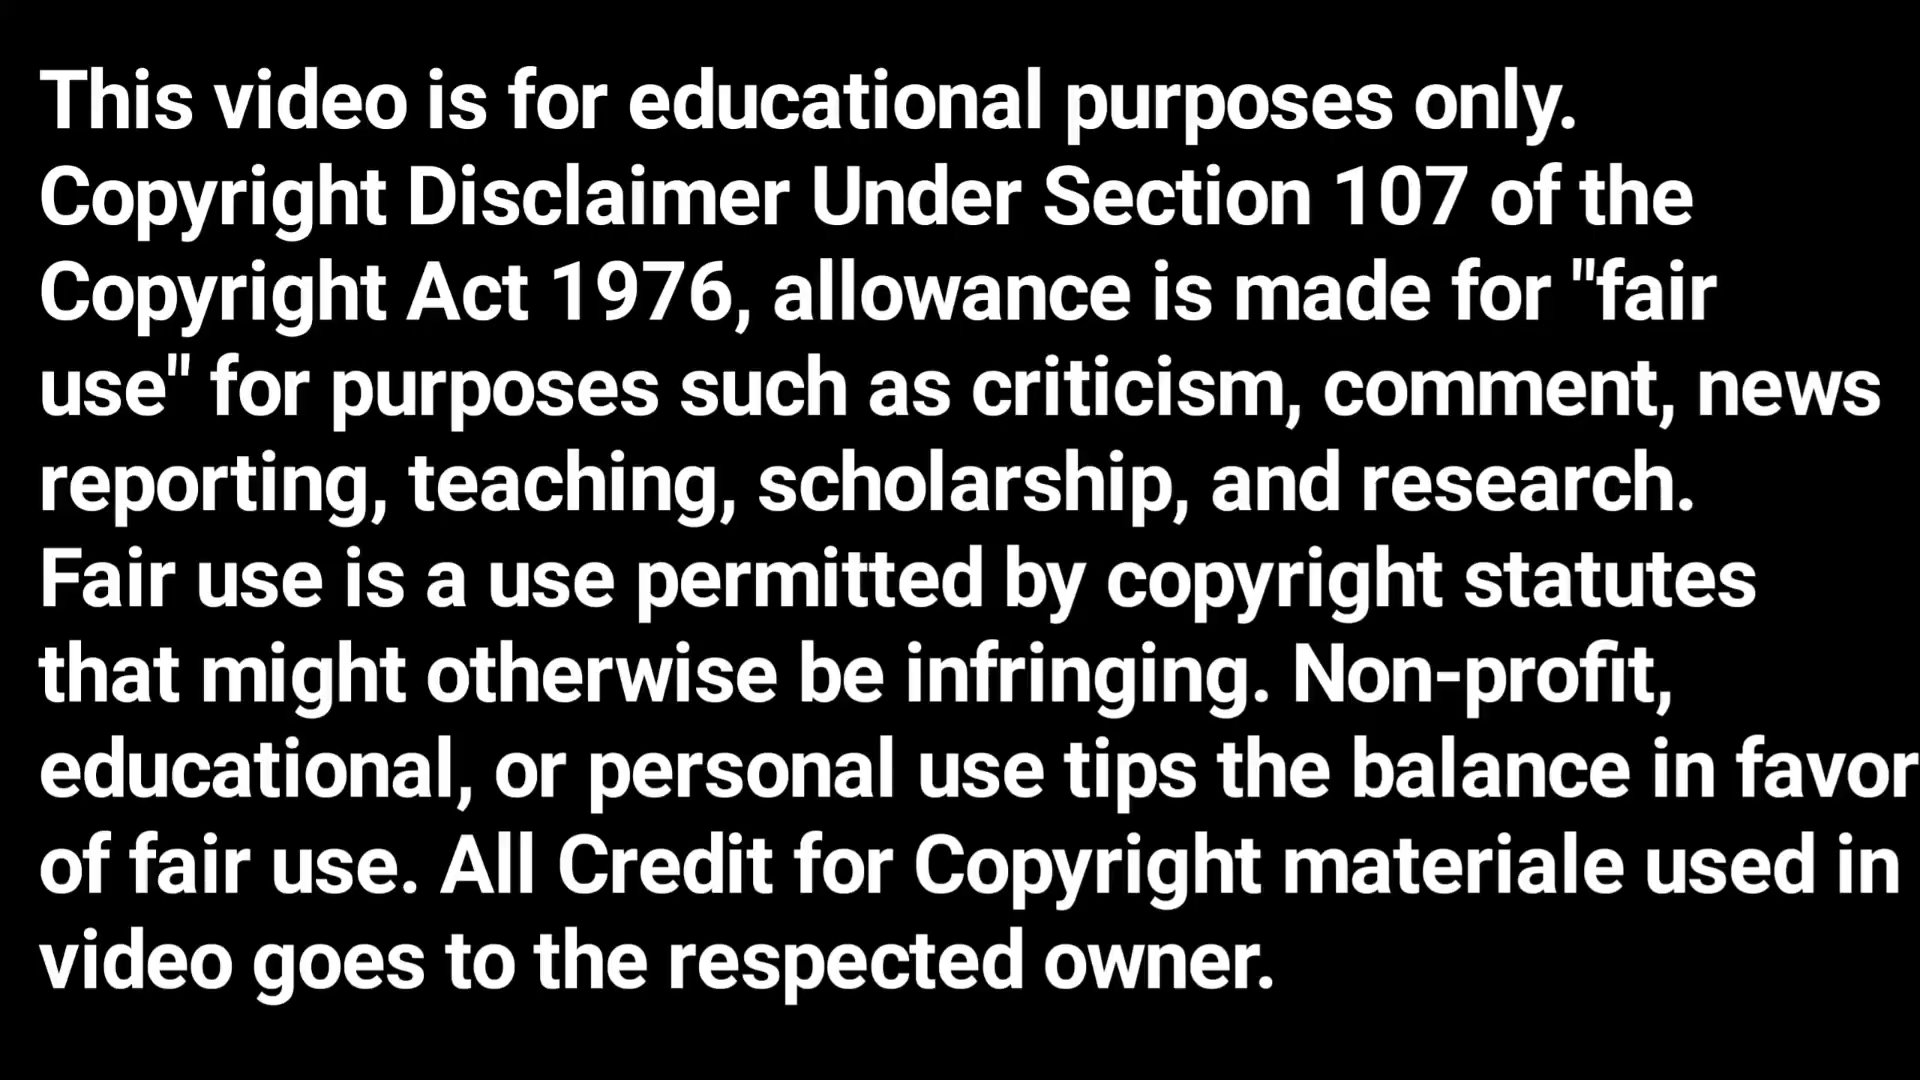 This video is for educational purposes only.
Copyright Disclaimer Under Section 107 of the
Copyright Act 1976, allowance is made for "fair
use" for purposes such as criticism, comment, news
reporting, teaching, scholarship, and research.
Fair use is a use permitted by copyright statutes
that might otherwise be infringing. Non-profit,
educational, or personal use tips the balance in favor
of fair use. All Credit for Copyright materiale used in
video goes to the respected owner.